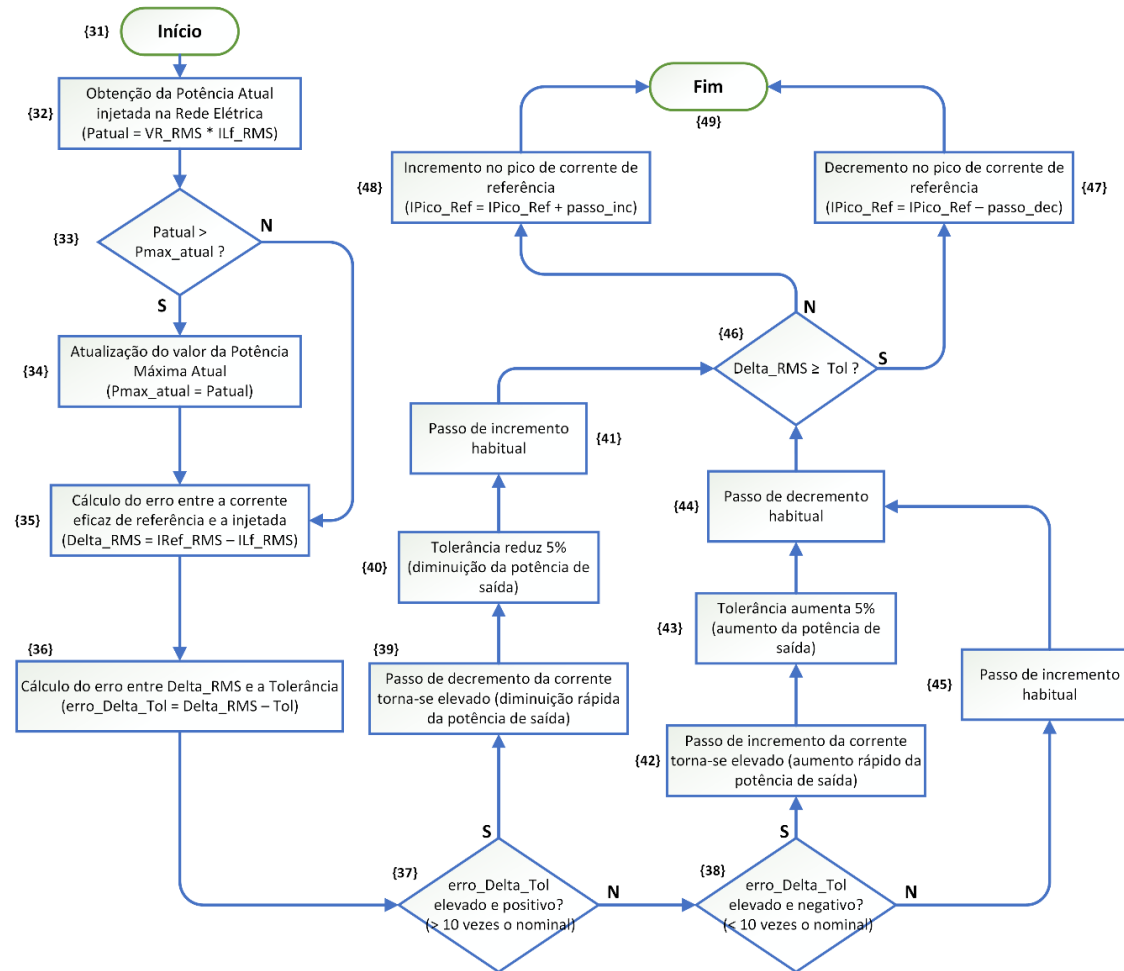 {31}
Início
{32}
Obtenção da Potência Atual
injetada na Rede Elétrica
(Patual = VR_RMS * ILf_RMS)
{33}
Patual >
Pmax_atual ?
N
S
{34}
Atualização do valor da Potência
Máxima Atual
(Pmax_atual = Patual)
{35}
Cálculo do erro entre a corrente
eficaz de referência e a injetada
(Delta_RMS = IRef_RMS – ILf_RMS)
{36}
Cálculo do erro entre Delta_RMS e a Tolerância
(erro_Delta_Tol = Delta_RMS – Tol)
{37}
erro_Delta_Tol
elevado e positivo?
(> 10 vezes o nominal)
S
N
{38}
erro_Delta_Tol
elevado e negativo?
(< 10 vezes o nominal)
S
N
{39}
Passo de decremento da corrente
torna-se elevado (diminuição rápida
da potência de saída)
{40}
Tolerância reduz 5%
(diminuição da potência de
saída)
{41}
Passo de incremento
habitual
{42}
Passo de incremento da corrente
torna-se elevado (aumento rápido da
potência de saída)
{43}
Tolerância aumenta 5%
(aumento da potência de
saída)
{44}
Passo de decremento
habitual
{45}
Passo de incremento
habitual
{46}
Delta_RMS ≥ Tol ?
N
S
{47}
Decremento no pico de corrente de
referência
(IPico_Ref = IPico_Ref – passo_dec)
{48}
Incremento no pico de corrente de
referência
(IPico_Ref = IPico_Ref + passo_inc)
Fim
{49}